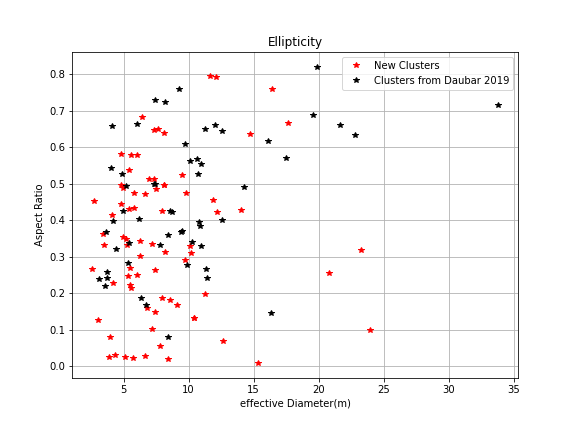 Ellipticity
New Clusters
Clusters from Daubar 2019
Aspect Ratio
0.8
0.7
0.6
0.5
0.4
0.3
0.2
0.1
0.0
5 10 15 20 25 30 35
effective Diameter(m)